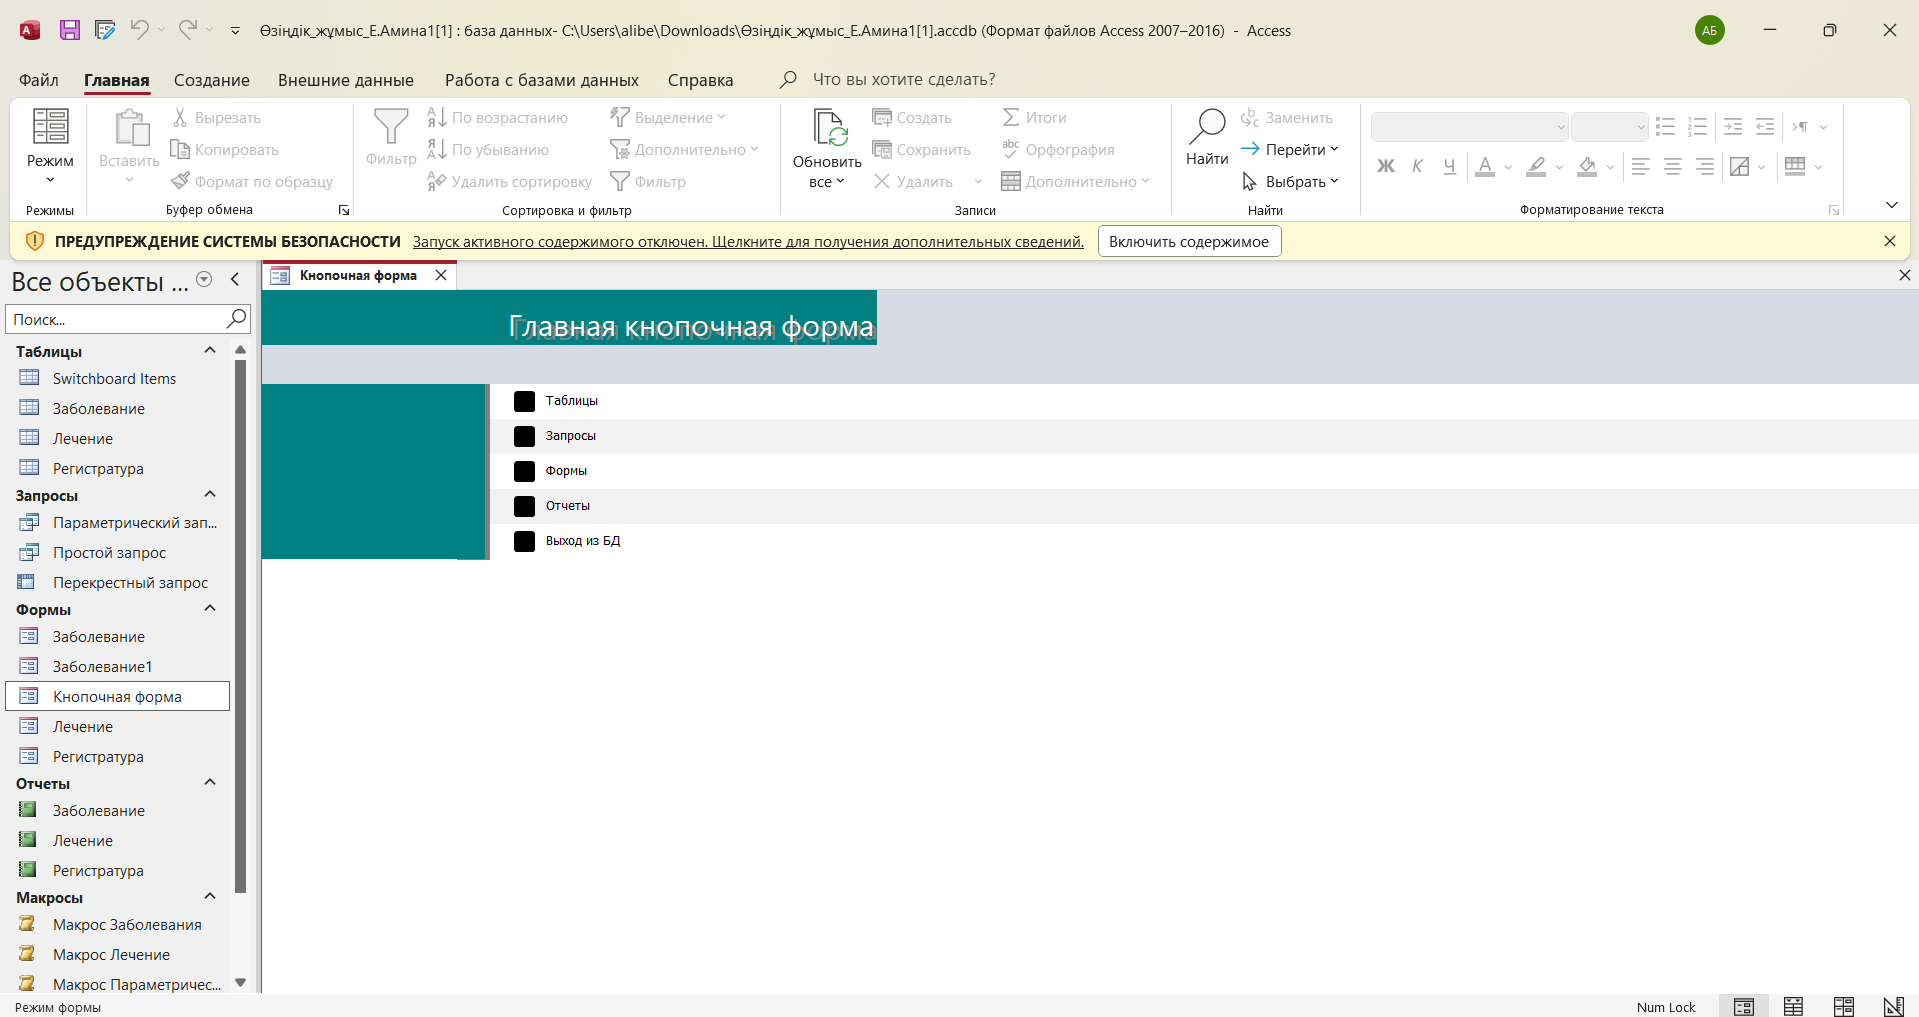 Өзіңдік_жұмыс_Е.Амина1[1] : база данных- C:\Users\alibe\Downloads\Өзіңдік_жұмыс_Е.Амина1[1].accdb (Формат файлов Access 2007–2016) - Access
АБ
Файл Главная Создание Внешние данные Работа с базами данных Справка Что вы хотите сделать?
Режим
Режимы
Вставить
Вырезать
Копировать
Формат по образцу
Буфер обмена
Фильтр
По возрастанию
По убыванию
Удалить сортировку
Выделение
Дополнительно
Фильтр
Сортировка и фильтр
Обновить
все
Создать
Сохранить
Удалить
Итоги
Орфография
Дополнительно
Записи
Найти
Заменить
Перейти
Выбрать
Найти
Ж К Ч А
Форматирование текста
ПРЕДУПРЕЖДЕНИЕ СИСТЕМЫ БЕЗОПАСНОСТИ Запуск активного содержимого отключен. Щелкните для получения дополнительных сведений. Включить содержимое
Все объекты ...
Поиск...
Таблицы
Switchboard Items
Заболевание
Лечение
Регистратура
Запросы
Параметрический зап...
Простой запрос
Перекрестный запрос
Формы
Заболевание
Заболевание1
Кнопочная форма
Лечение
Регистратура
Отчеты
Заболевание
Лечение
Регистратура
Макросы
Макрос Заболевания
Макрос Лечение
Макрос Параметричес...
Кнопочная форма
Главная кнопочная форма
Таблицы
Запросы
Формы
Отчеты
Выход из БД
Режим формы
Num Lock